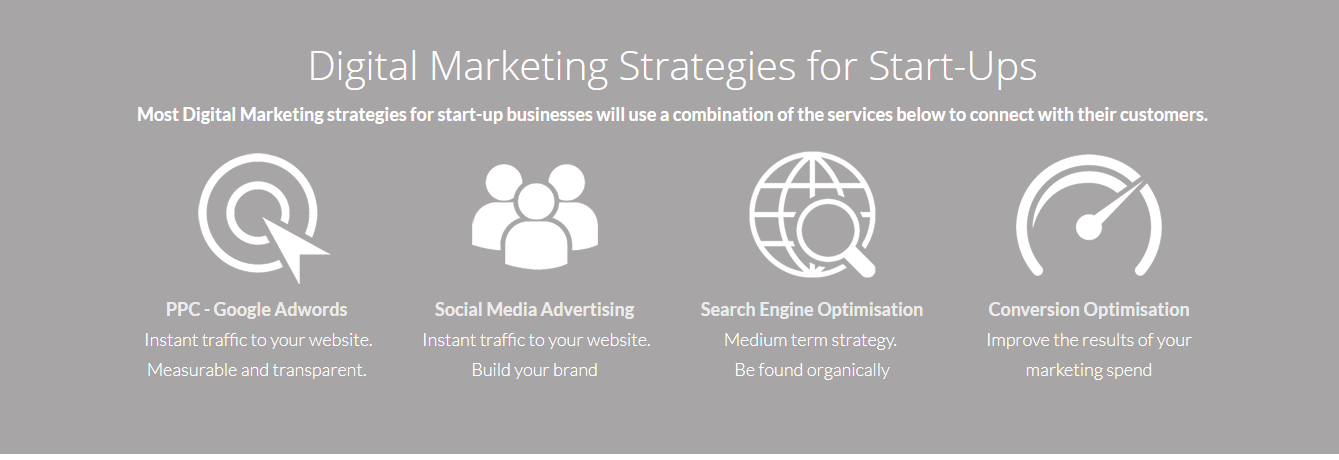 Digital Marketing Strategies for Start-Ups
Most Digital Marketing strategies for start-up businesses will use a combination of the services below to connect with their customers.
PPC - Google Adwords
Instant traffic to your website.
Measurable and transparent.
Social Media Advertising
Instant traffic to your website.
Build your brand
Search Engine Optimisation
Medium term strategy.
Be found organically
Conversion Optimisation
Improve the results of your
marketing spend